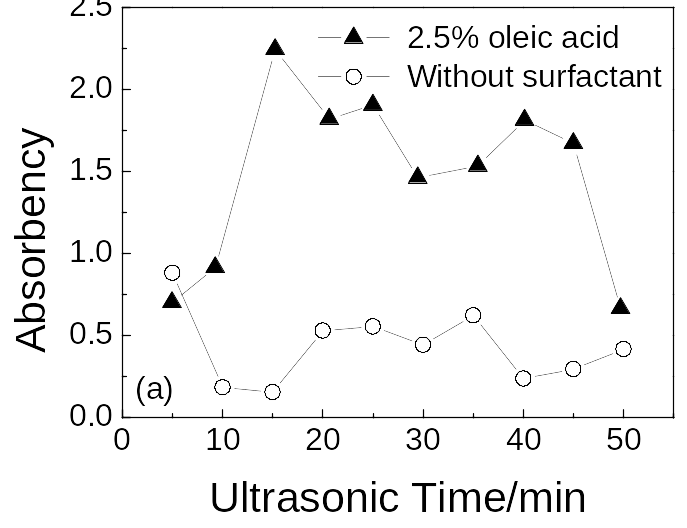 2.5
2.0
1.5
1.0
0.5
0.0
Absorbency
2.5% oleic acid
Without surfactant
(a)
0 10 20 30 40 50
Ultrasonic Time/min